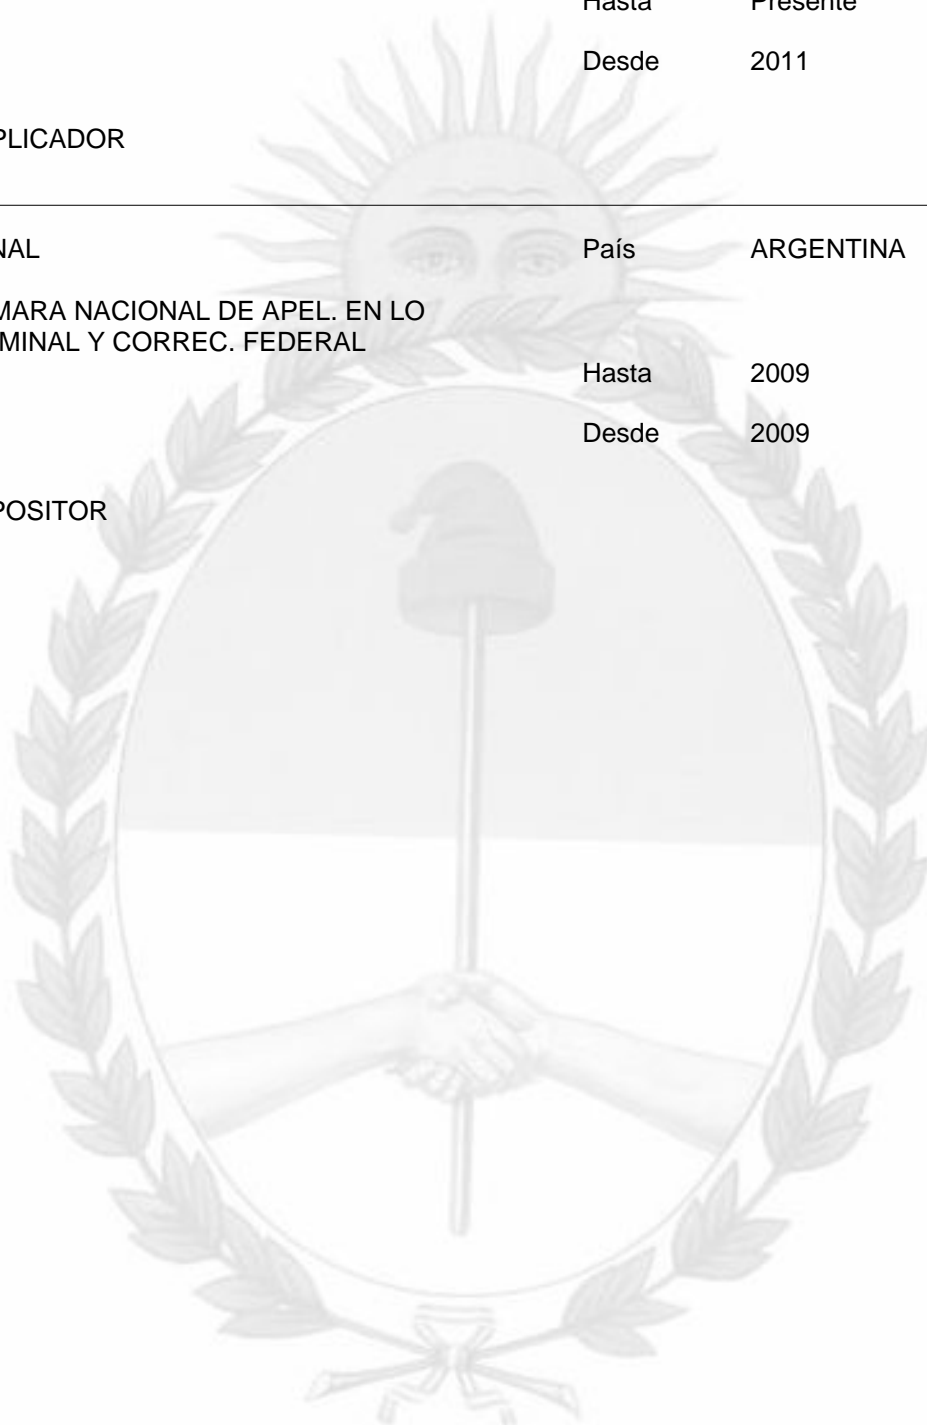 Hasta Presente
Desde 2011
PLICADOR
NAL País ARGENTINA
MARA NACIONAL DE APEL. EN LO
MINAL Y CORREC. FEDERAL
Hasta 2009
Desde 2009
POSITOR